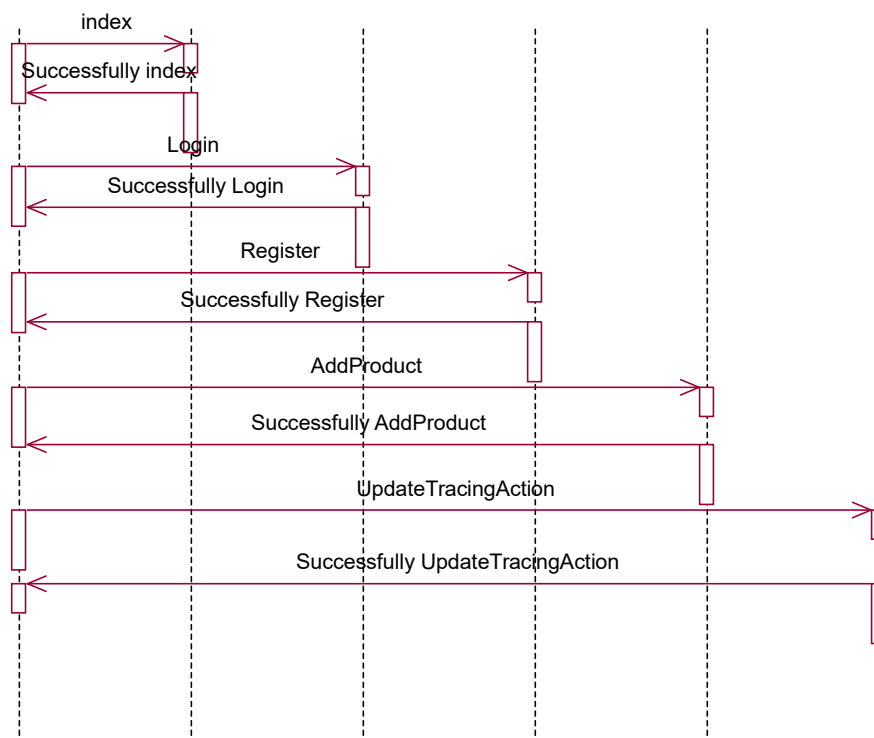 index
Successfully index
Login
Successfully Login
Register
Successfully Register
AddProduct
Successfully AddProduct
UpdateTracingAction
Successfully UpdateTracingAction